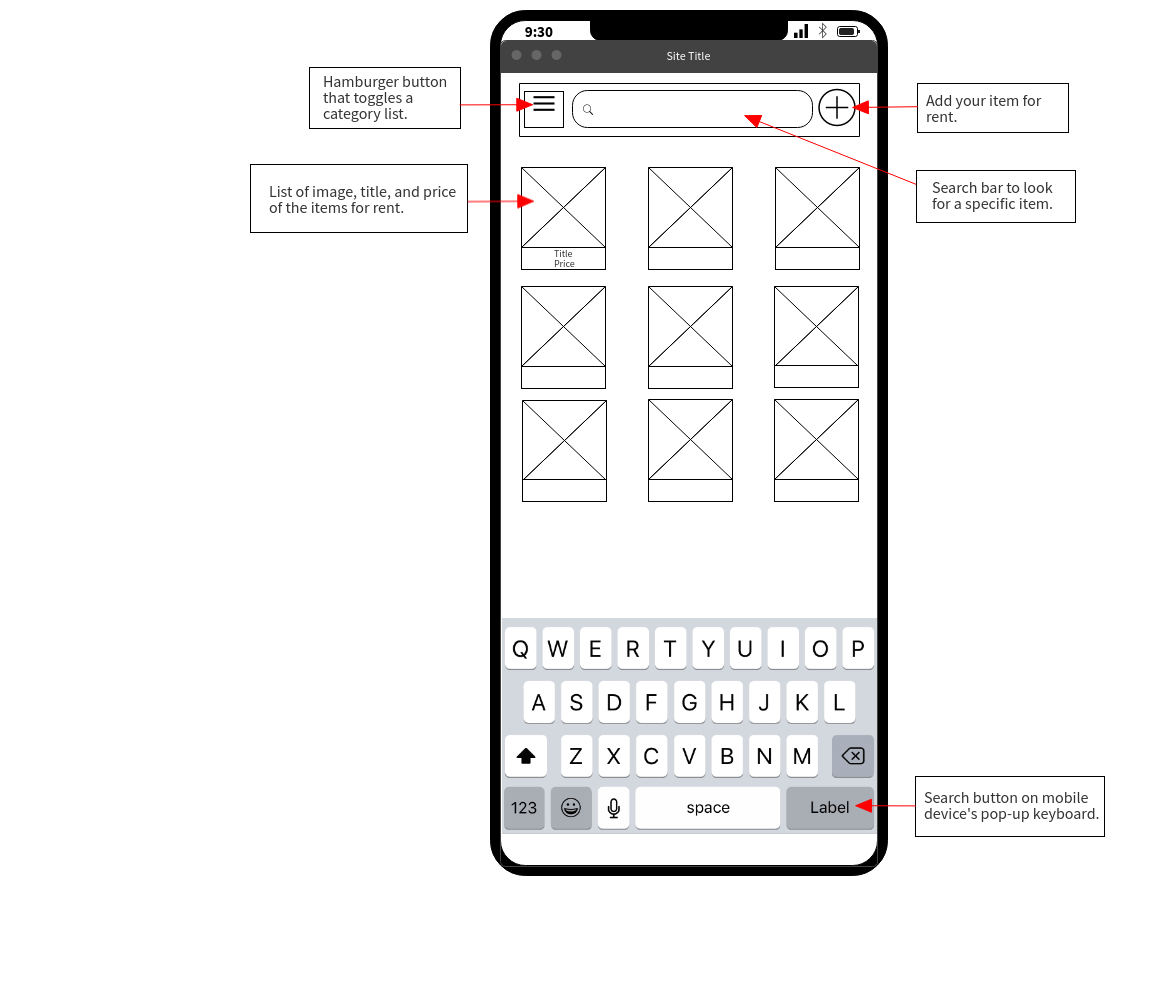 9:30
Site Title
Hamburger button
that toggles a
category list.
Add your item for
rent.
List of image, title, and price
of the items for rent.
Search bar to look
for a specific item.
Title
Price
Q W E R T Y U I O P
A S D F G H J K L
Z X C V B N M
123 space Label
Search button on mobile
device's pop-up keyboard.